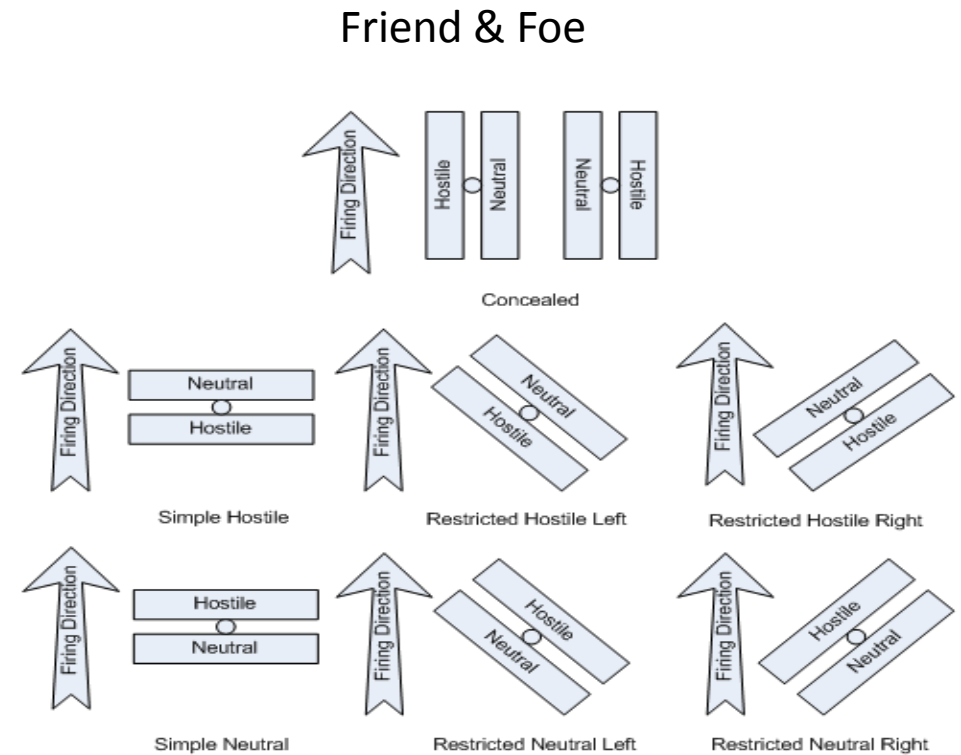 Friend & Foe
Firing Direction
Hostile
Neutral
Neutral
Hostile
Concealed
Firing Direction
Neutral
Hostile
Simple Hostile
Firing Direction
Neutral
Hostile
Restricted Hostile Left
Firing Direction
Neutral
Hostile
Restricted Hostile Right
Firing Direction
Hostile
Neutral
Simple Neutral
Firing Direction
Hostile
Neutral
Restricted Neutral Left
Firing Direction
Hostile
Neutral
Restricted Neutral Right